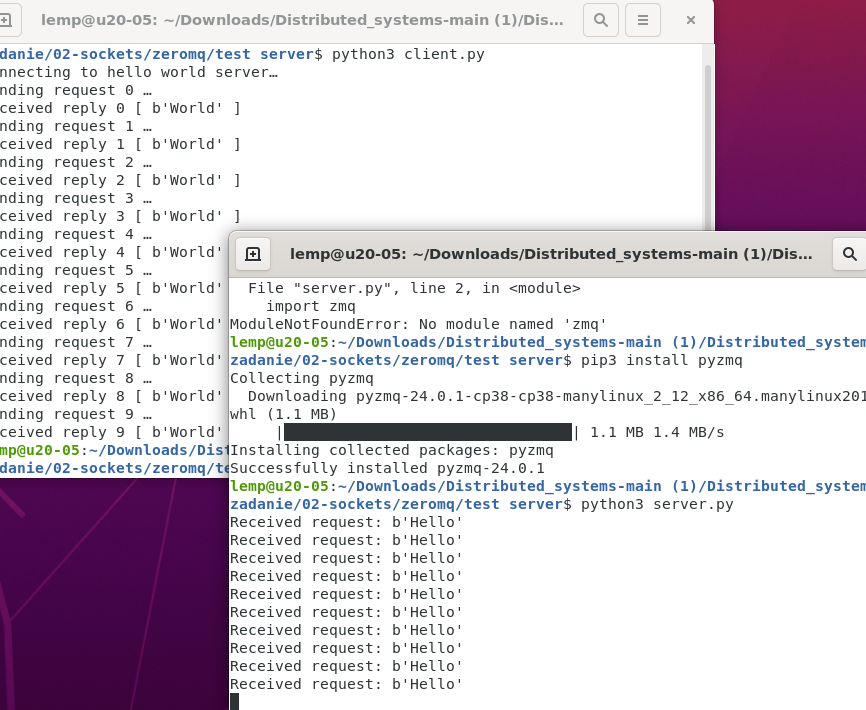 lemp@u20-05: ~/Downloads/Distributed_systems-main (1)/Dis...
danie/02-sockets/zeromq/test server$ python3 client.py
nnecting to hello world server…
nding request 0 …
ceived reply 0 [ b'World' ]
nding request 1 …
ceived reply 1 [ b'World' ]
nding request 2 …
ceived reply 2 [ b'World' ]
nding request 3 …
ceived reply 3 [ b'World' ]
nding request 4 …
ceived reply 4 [ b'World'
nding request 5 …
ceived reply 5 [ b'World'
nding request 6 …
ceived reply 6 [ b'World'
nding request 7 …
ceived reply 7 [ b'World'
nding request 8 …
ceived reply 8 [ b'World'
nding request 9 …
ceived reply 9 [ b'World'
mp@u20-05:~/Downloads/Dist
danie/02-sockets/zeromq/te
lemp@u20-05: ~/Downloads/Distributed_systems-main (1)/Dis...
File "server.py", line 2, in <module>
import zmq
ModuleNotFoundError: No module named 'zmq'
lemp@u20-05:~/Downloads/Distributed_systems-main (1)/Distributed_system
zadanie/02-sockets/zeromq/test server$ pip3 install pyzmq
Collecting pyzmq
Downloading pyzmq-24.0.1-cp38-cp38-manylinux_2_12_x86_64.manylinux201
whl (1.1 MB)
|████████████████████████████████| 1.1 MB 1.4 MB/s
Installing collected packages: pyzmq
Successfully installed pyzmq-24.0.1
lemp@u20-05:~/Downloads/Distributed_systems-main (1)/Distributed_system
zadanie/02-sockets/zeromq/test server$ python3 server.py
Received request: b'Hello'
Received request: b'Hello'
Received request: b'Hello'
Received request: b'Hello'
Received request: b'Hello'
Received request: b'Hello'
Received request: b'Hello'
Received request: b'Hello'
Received request: b'Hello'
Received request: b'Hello'